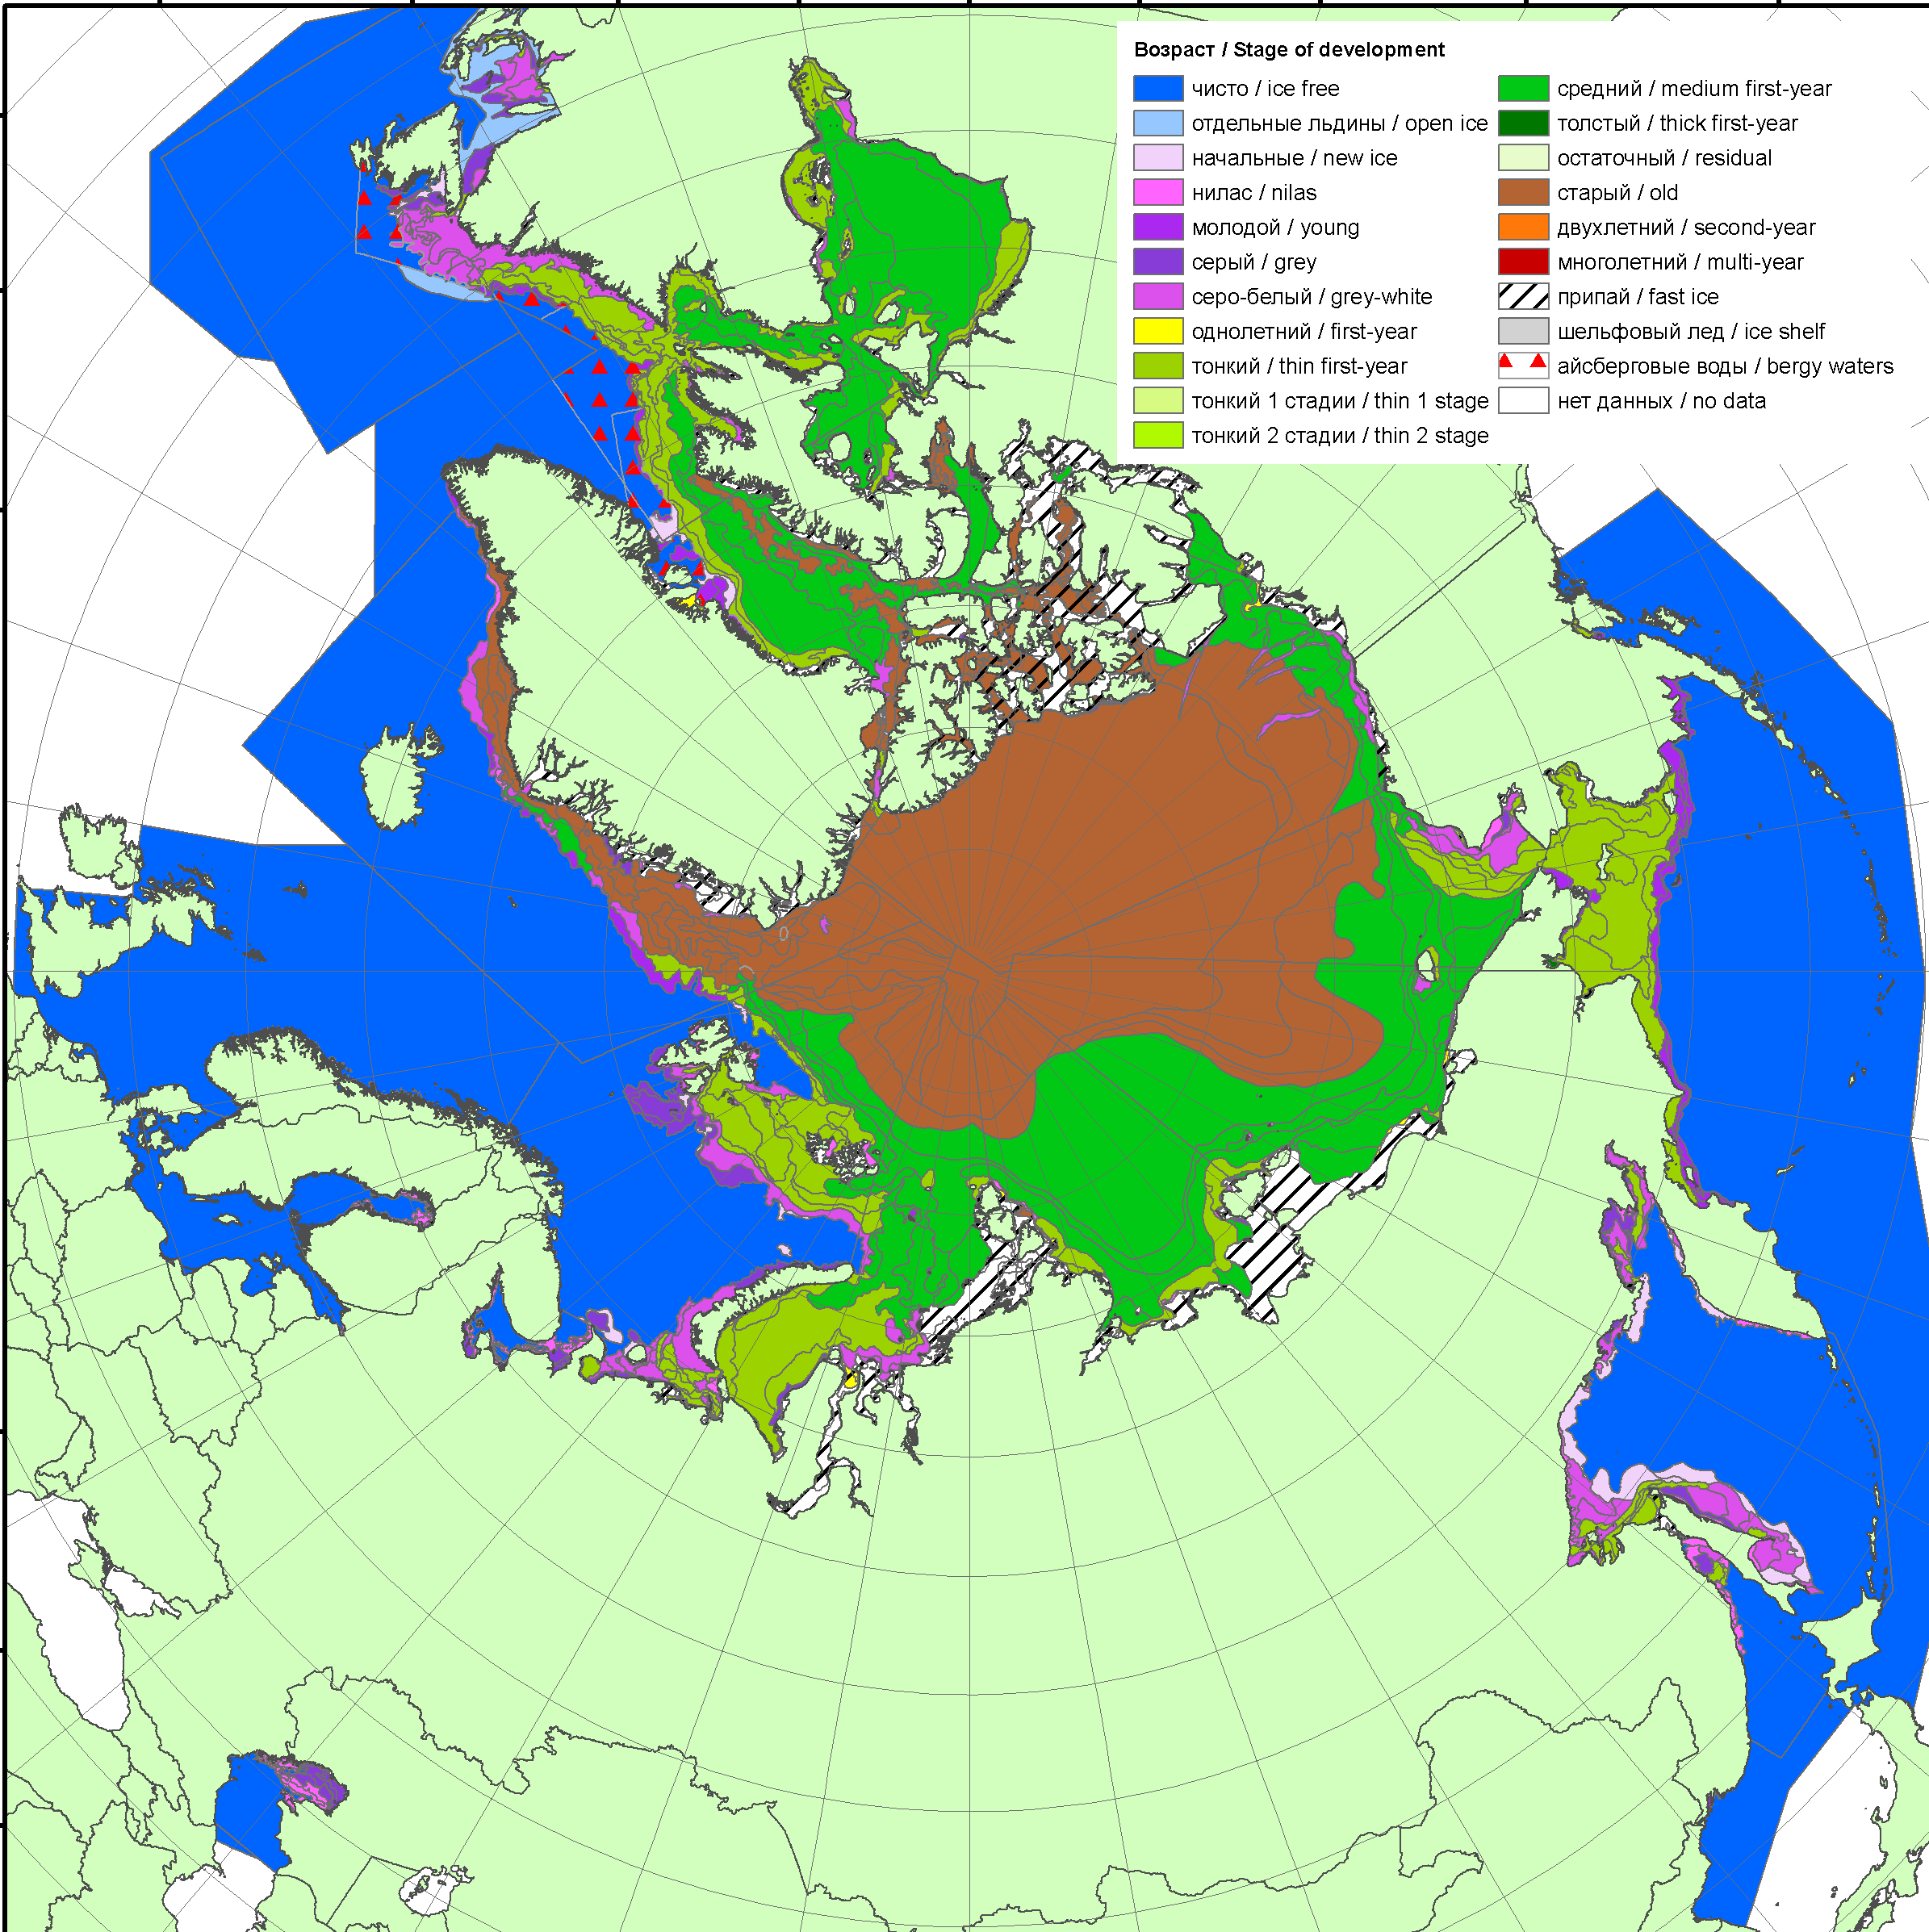 Возраст / Stage of development
чисто / ice free
отдельные льдины / open ice
начальные / new ice
нилас / nilas
молодой / young
серый / grey
серо-белый / grey-white
однолетний / first-year
тонкий / thin first-year
тонкий 1 стадии / thin 1 stage
тонкий 2 стадии / thin 2 stage
средний / medium first-year
толстый / thick first-year
остаточный / residual
старый / old
двухлетний / second-year
многолетний / multi-year
припай / fast ice
шельфовый лед / ice shelf
айсберговые воды / bergy waters
нет данных / no data